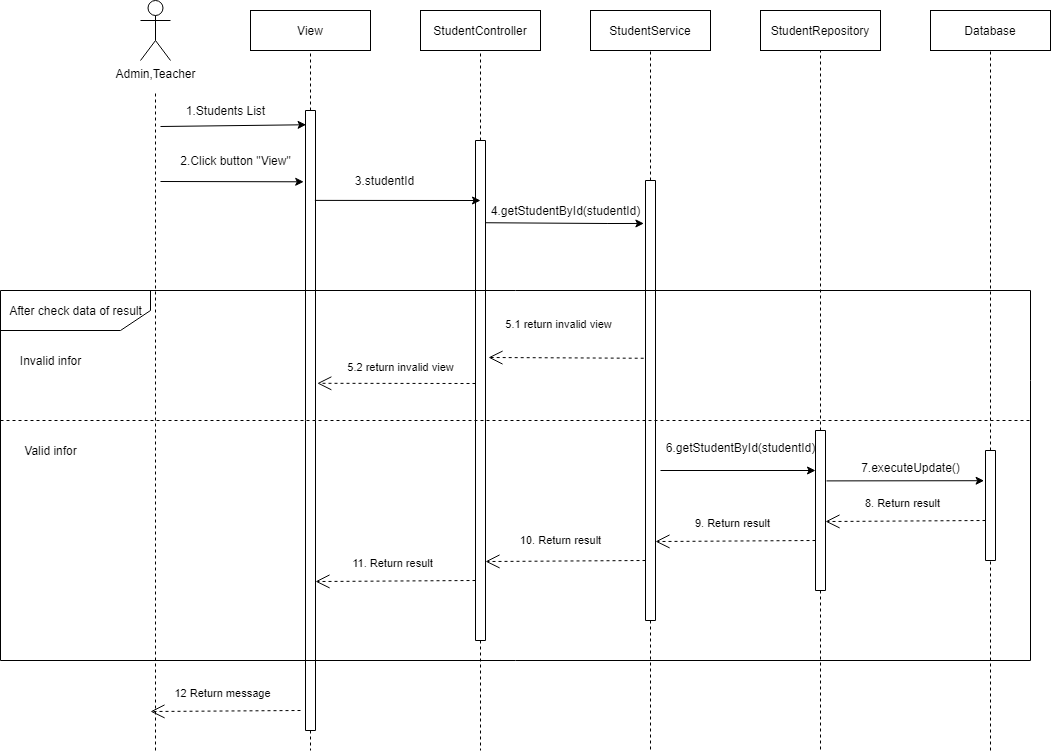 View
StudentController
StudentService
StudentRepository
Database
Admin,Teacher
1.Students List
2.Click button "View"
3.studentId
4.getStudentById(studentId)
After check data of result
5.1 return invalid view
Invalid infor
5.2 return invalid view
Valid infor
6.getStudentById(studentId)
7.executeUpdate()
8. Return result
9. Return result
10. Return result
11. Return result
12 Return message